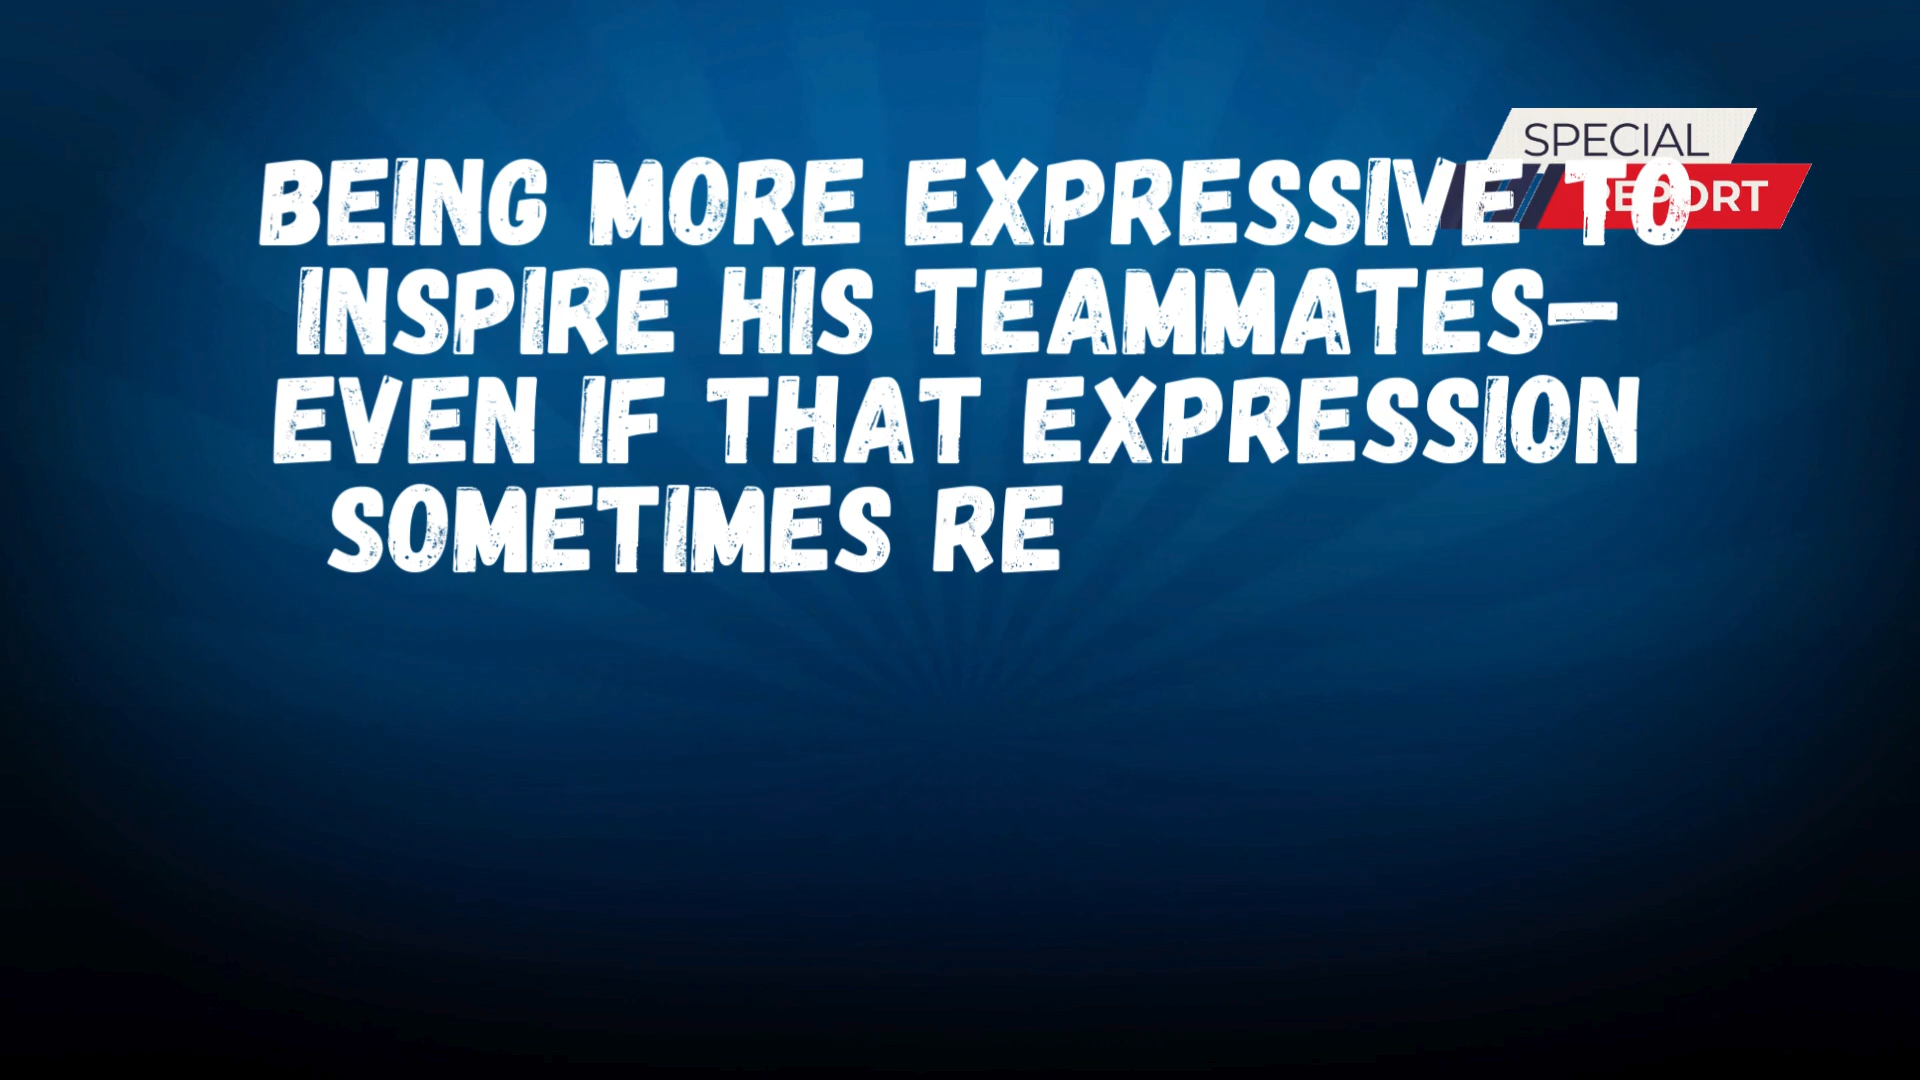 SPECIAL
REPORT
BEING MORE EXPRESSIVE TO
INSPIRE HIS TEAMMATES—
EVEN IF THAT EXPRESSION
SOMETIMES RE